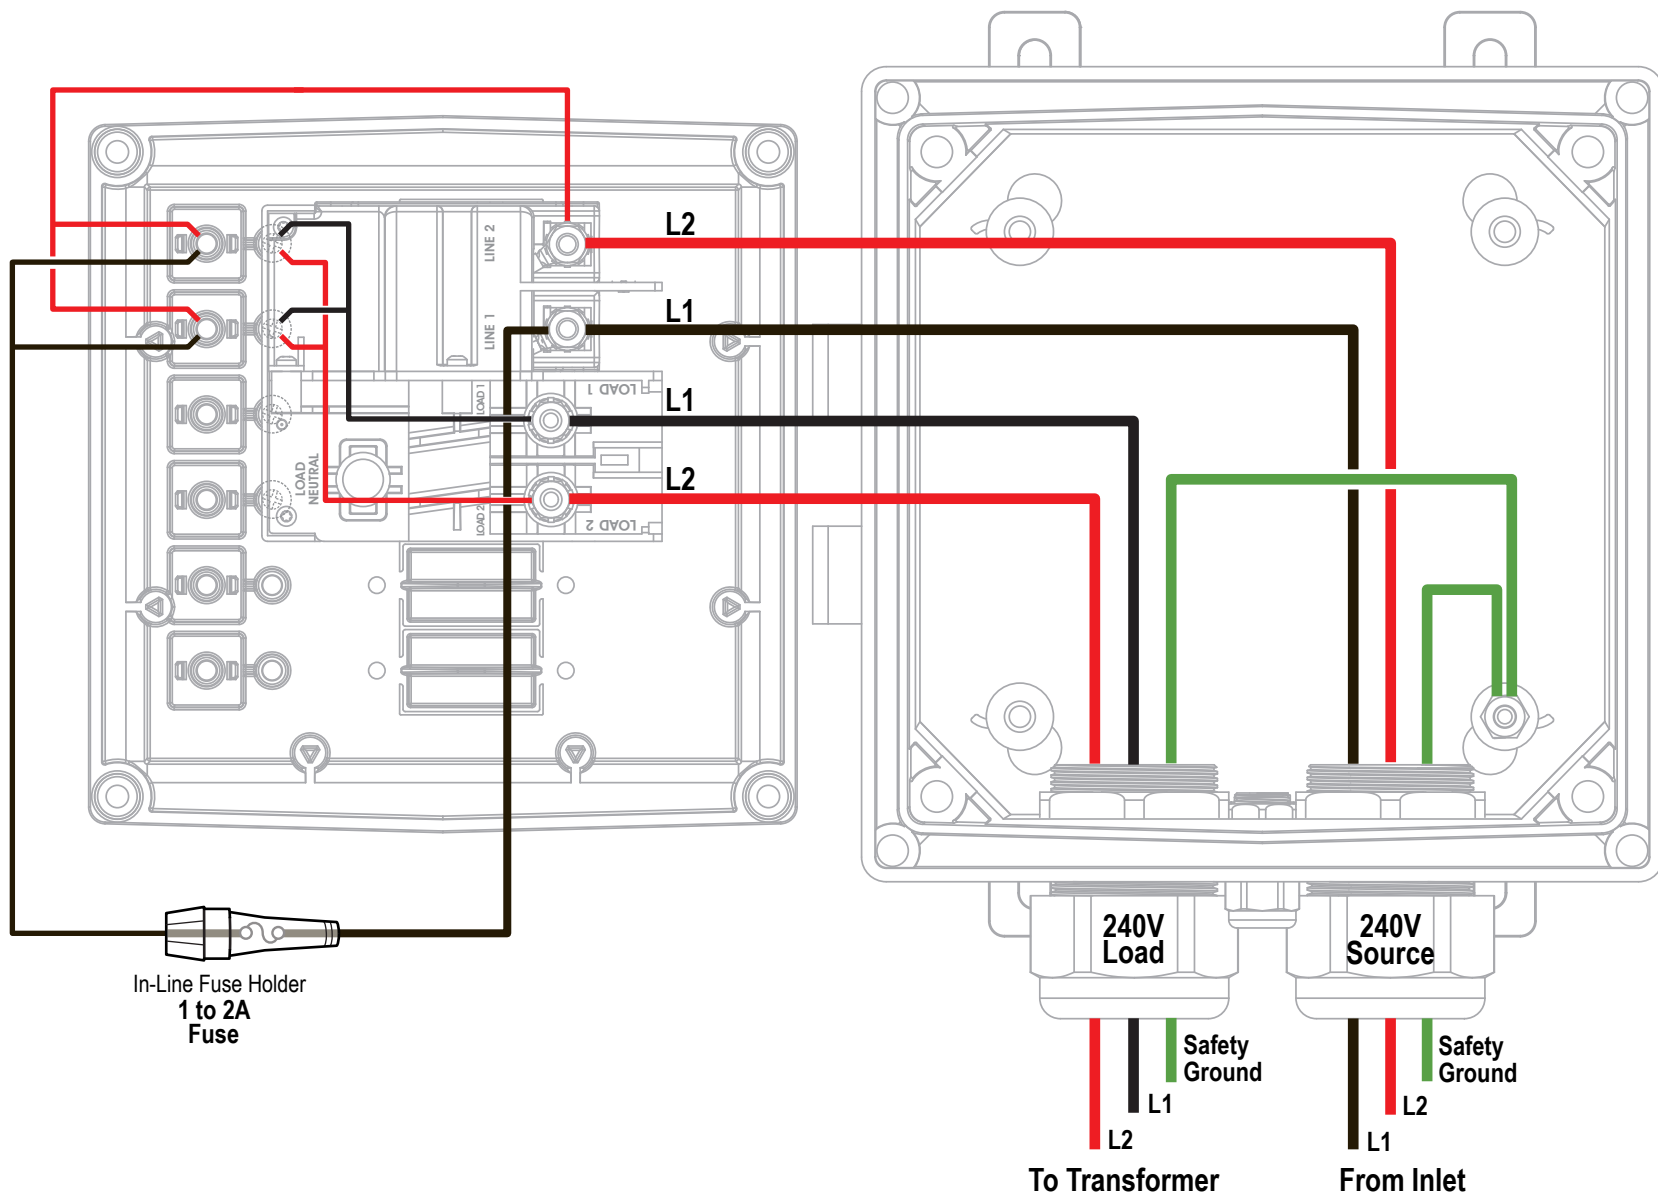 L2
LINE 2
L1
LINE 1
LOAD 1
LOAD 1
L1
LOAD
NEUTRAL
L2
LOAD 2
LOAD 2
240V
Load
240V
Source
In-Line Fuse Holder
1 to 2A
Fuse
Safety
Ground
Safety
Ground
L1
L2
L2
L1
To Transformer
From Inlet